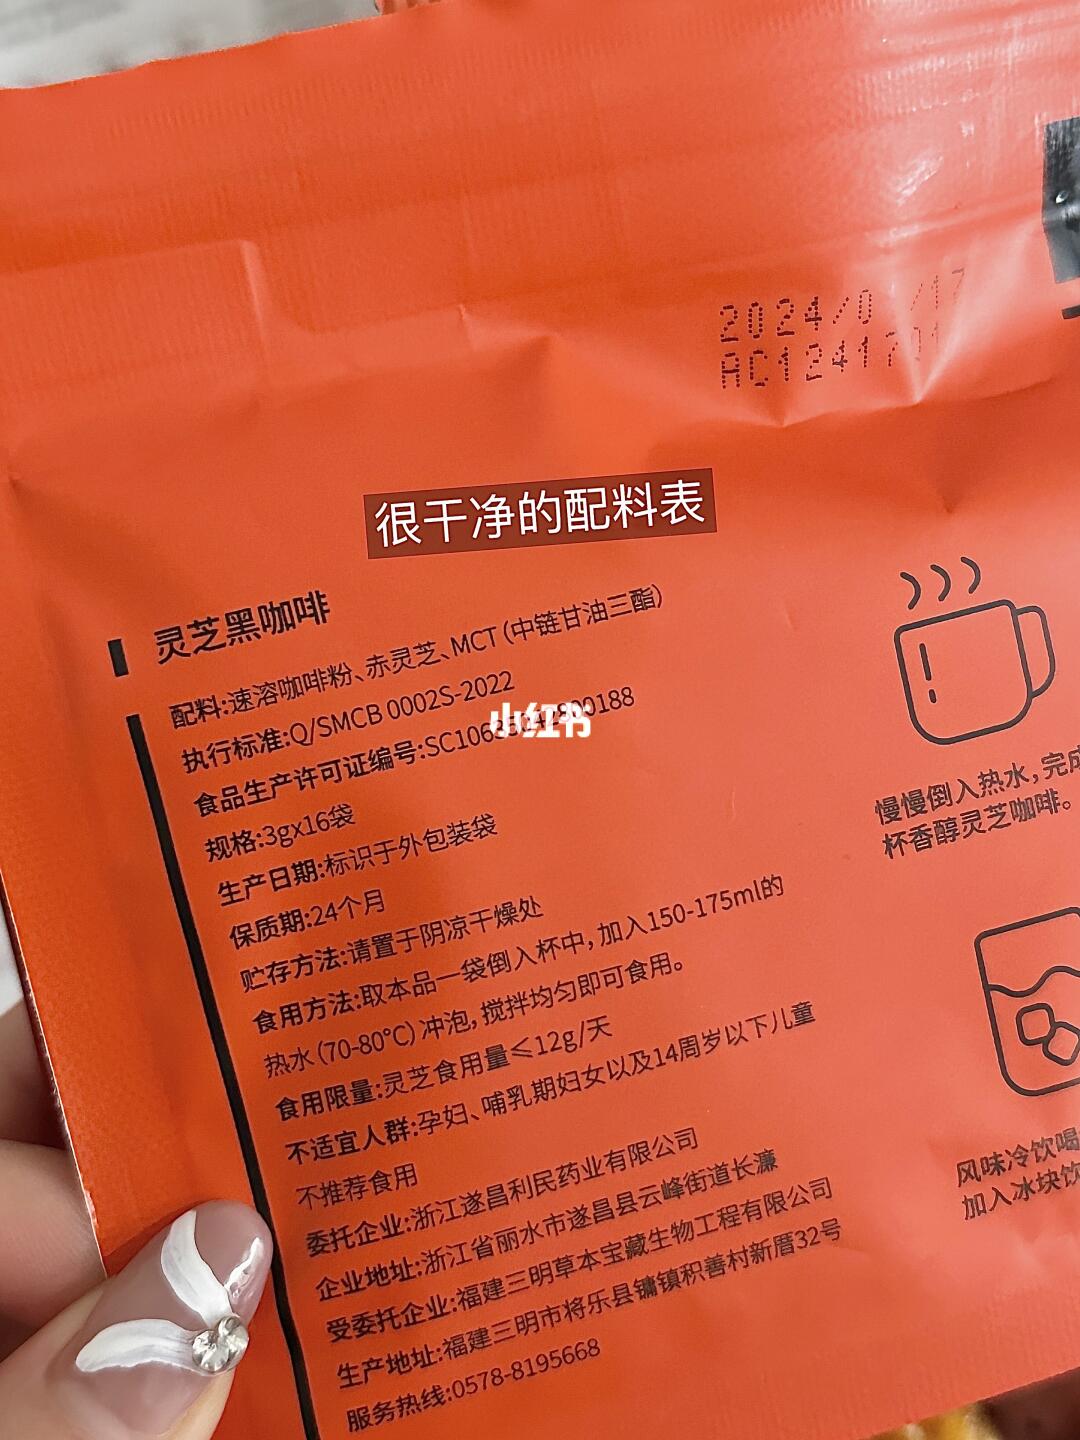 2024/0 /17
AC1241701
很干净的配料表
灵芝黑咖啡
配料:速溶咖啡粉、赤灵芝、MCT(中链甘油三酯)
执行标准:Q/SMCB 0002S-2022
食品生产许可证编号:
小红书
规格:3gx16袋
生产日期:标识于外包装袋
保质期:24个月
贮存方法:请置于阴凉干燥处
食用方法:取本品一袋倒入杯中,加入150-175ml的
热水(70-80°C)冲泡,搅拌均匀即可食用。
食用限量:灵芝食用量≤12g/天
不适宜人群:孕妇、哺乳期妇女以及14周岁以下儿童
不推荐食用
委托企业:浙江遂昌利民药业有限公司
企业地址:浙江省丽水市遂昌县云峰街道长濂
受委托企业:福建三明草本宝藏生物工程有限公司
生产地址:福建三明市将乐县镛镇积善村新厝32号
服务热线:0578-8195668
慢慢倒入热水,完成
杯香醇灵芝咖啡。
风味冷饮喝
加入冰块饮